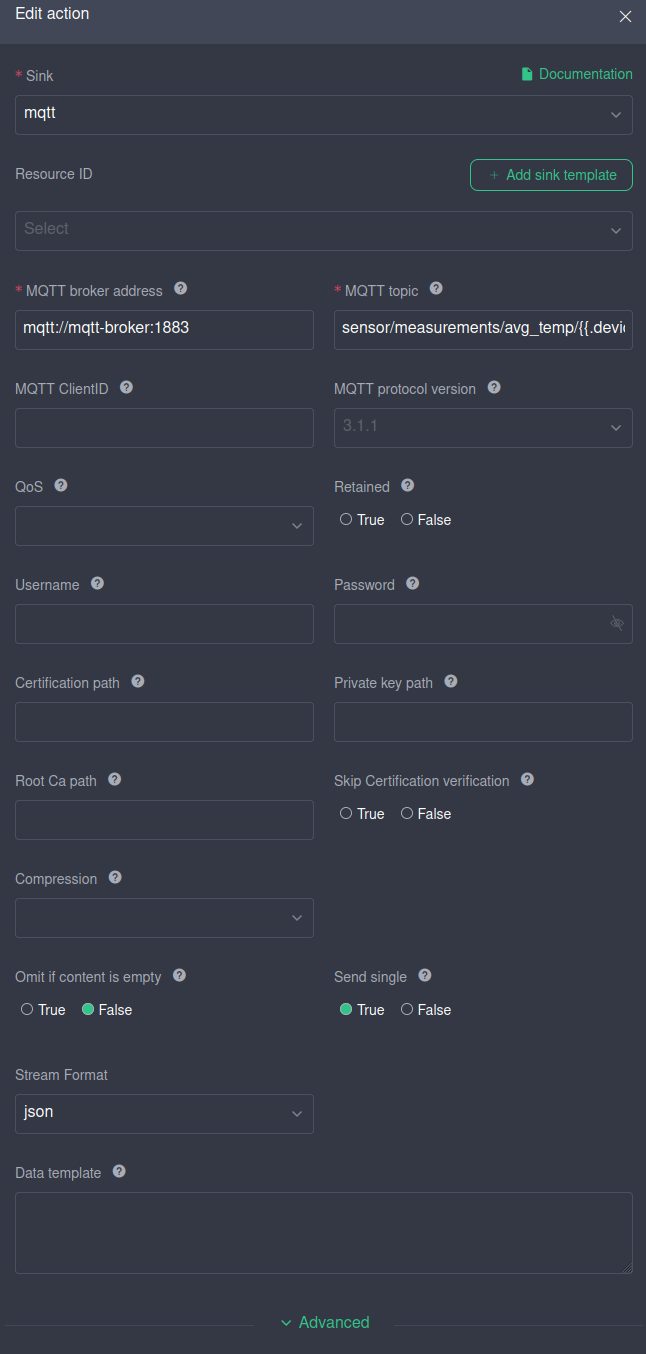 Edit action
* Sink
Documentation
mqtt
Resource ID
+ Add sink template
Select
* MQTT broker address
* MQTT topic
mqtt://mqtt-broker:1883
sensor/measurements/avg_temp/{{.devic
MQTT ClientID
MQTT protocol version
3.1.1
QoS
Retained
True False
Username
Password
Certification path
Private key path
Root Ca path
Skip Certification verification
True False
Compression
Omit if content is empty
Send single
True False
True False
Stream Format
json
Data template
Advanced